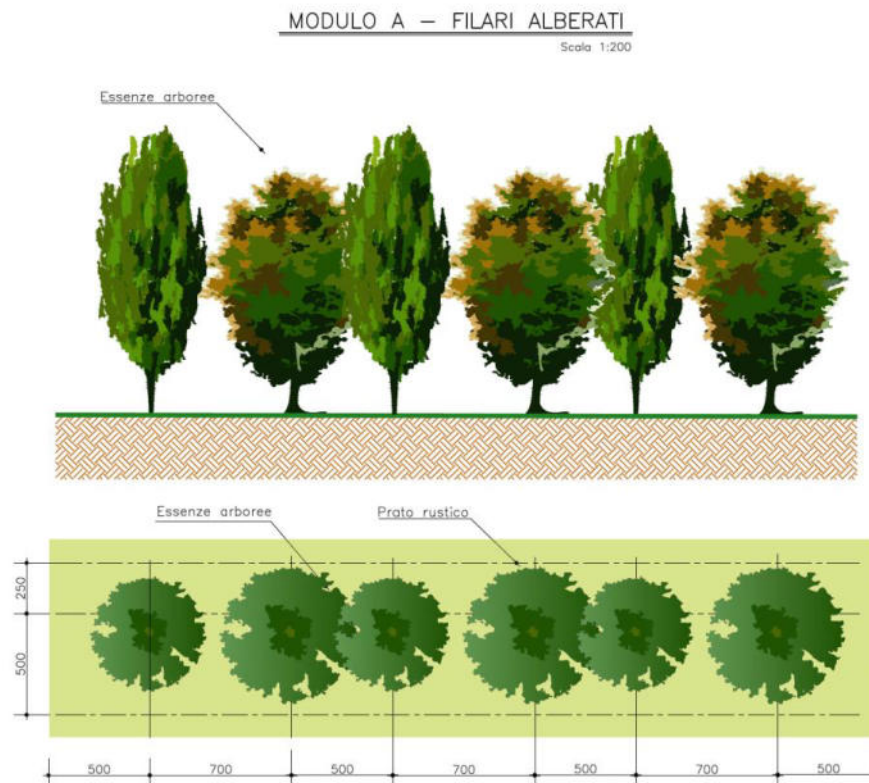 MODULO A – FILARI ALBERATI
Scala 1:200
Essenze arboree
Essenze arboree
Prato rustico
250
500
500 700 500 700 500 700 500